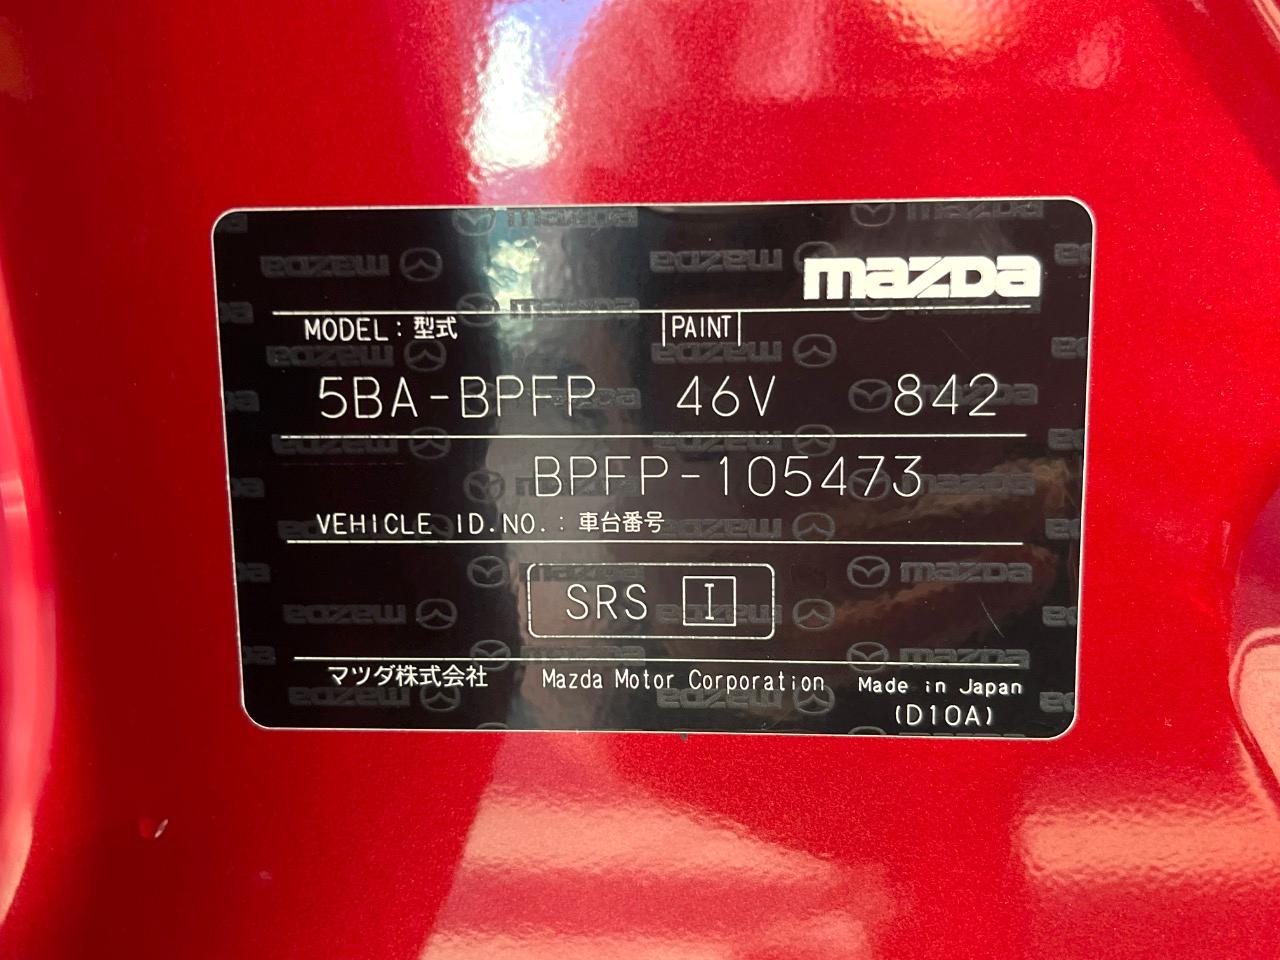 mazda
MODEL：型式 PAINT
5BA-BPFP 46V 842
BPFP-105473
VEHICLE ID.NO.：車台番号
SRS I
マツダ株式会社 Mazda Motor Corporation Made in Japan
(D10A)